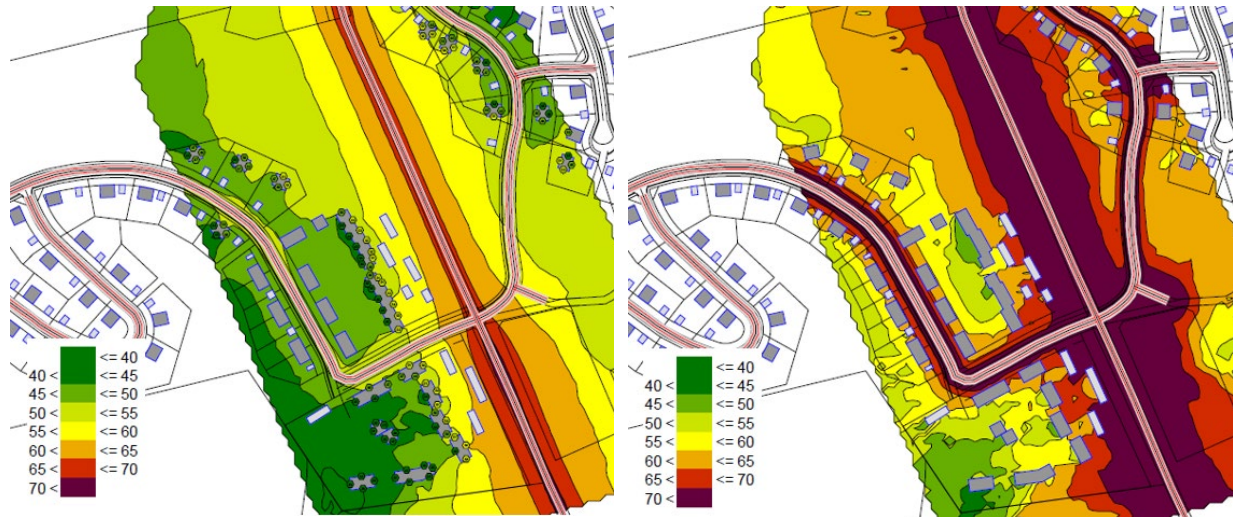 <= 40
40 < <= 45
45 < <= 50
50 < <= 55
55 < <= 60
60 < <= 65
65 < <= 70
70 <
<= 40
40 < <= 45
45 < <= 50
50 < <= 55
55 < <= 60
60 < <= 65
65 < <= 70
70 <